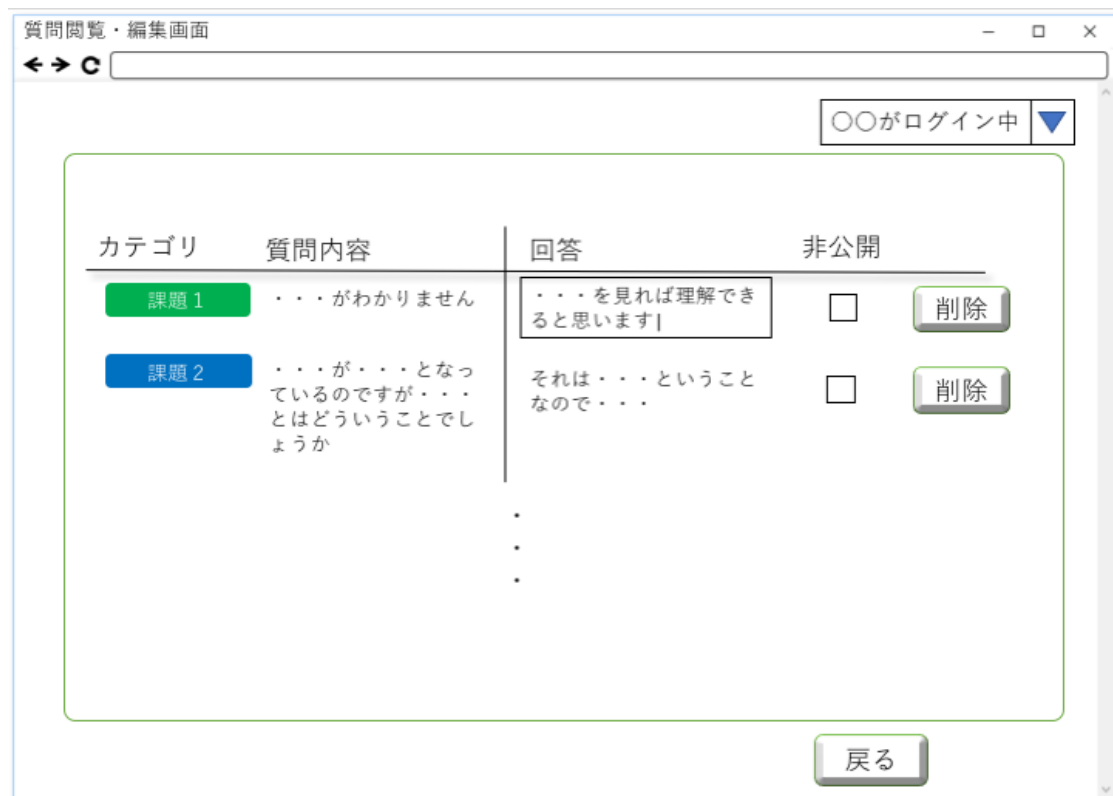 質問閲覧・編集画面
○○がログイン中
カテゴリ 質問内容 回答 非公開
課題1 ・・・がわかりません ・・・を見れば理解でき
ると思います| 削除
課題2 ・・・が・・・となっ
ているのですが・・・
とはどういうことでし
ょうか
それは・・・ということ
なので・・・ 削除
・
・
・
戻る